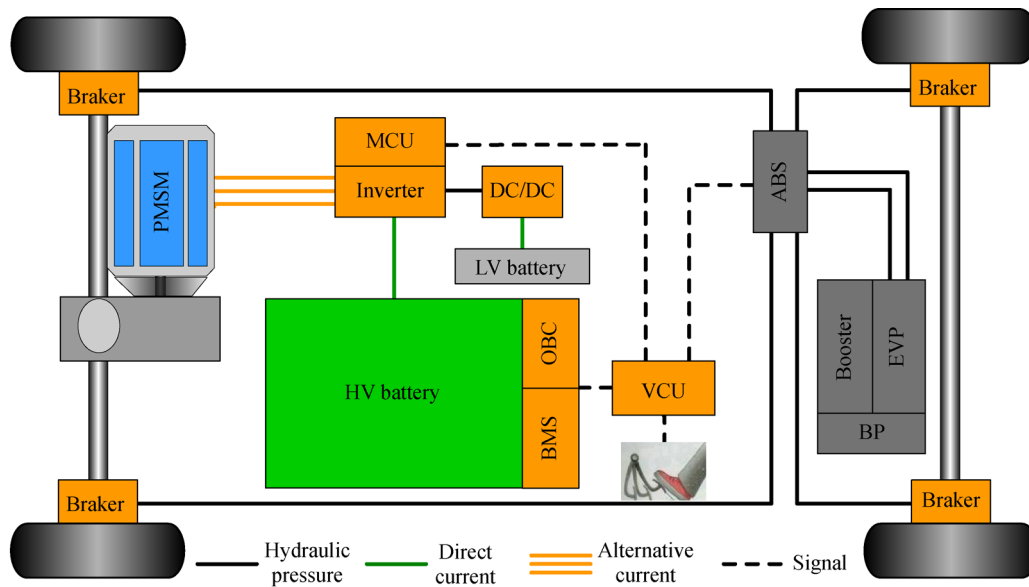 Braker
Braker
MCU
PMSM
Inverter
DC/DC
ABS
LV battery
OBC
HV battery
VCU
Booster
EVP
BMS
BP
Braker
Braker
Hydraulic
pressure
Direct
current
Alternative
current
Signal